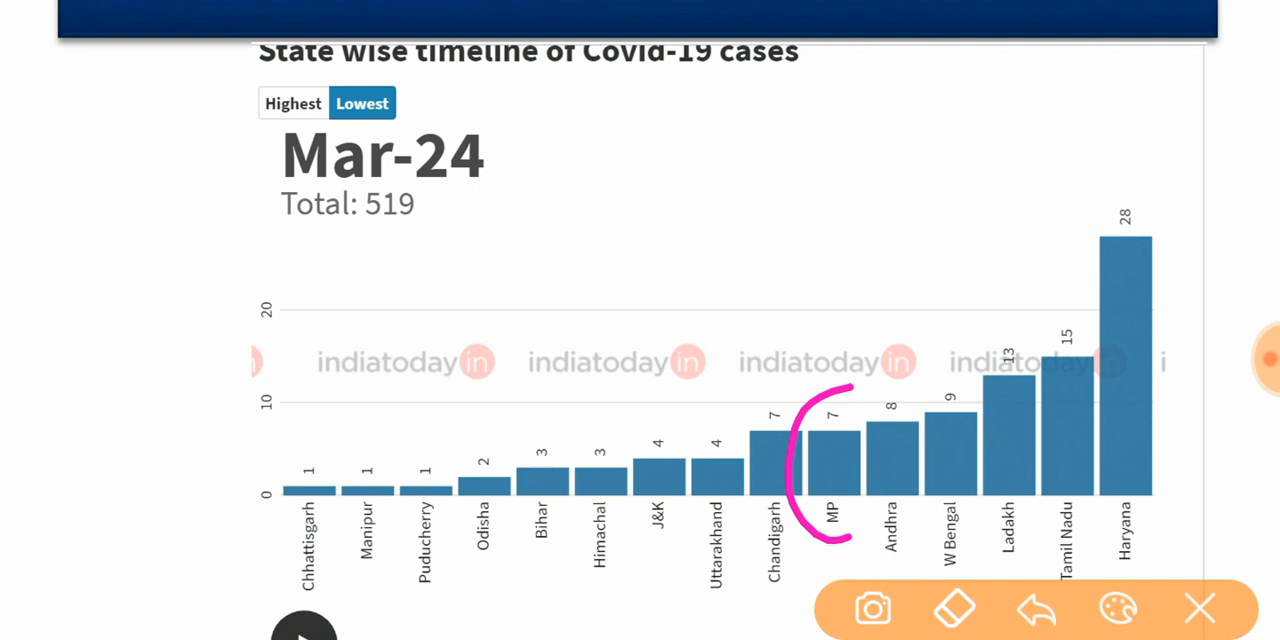 State wise timeline of Covid-19 cases
Highest Lowest
Mar-24
Total: 519
28
20
15
13
indiatoday in indiatoday in indiatoday in indiatoday i
10
9
8
7
7
4
4
3
3
2
1
1
1
0
Chhattisgarh
Manipur
Puducherry
Odisha
Bihar
Himachal
J&K
Uttarakhand
Chandigarh
MP
Andhra
W Bengal
Ladakh
Tamil Nadu
Haryana